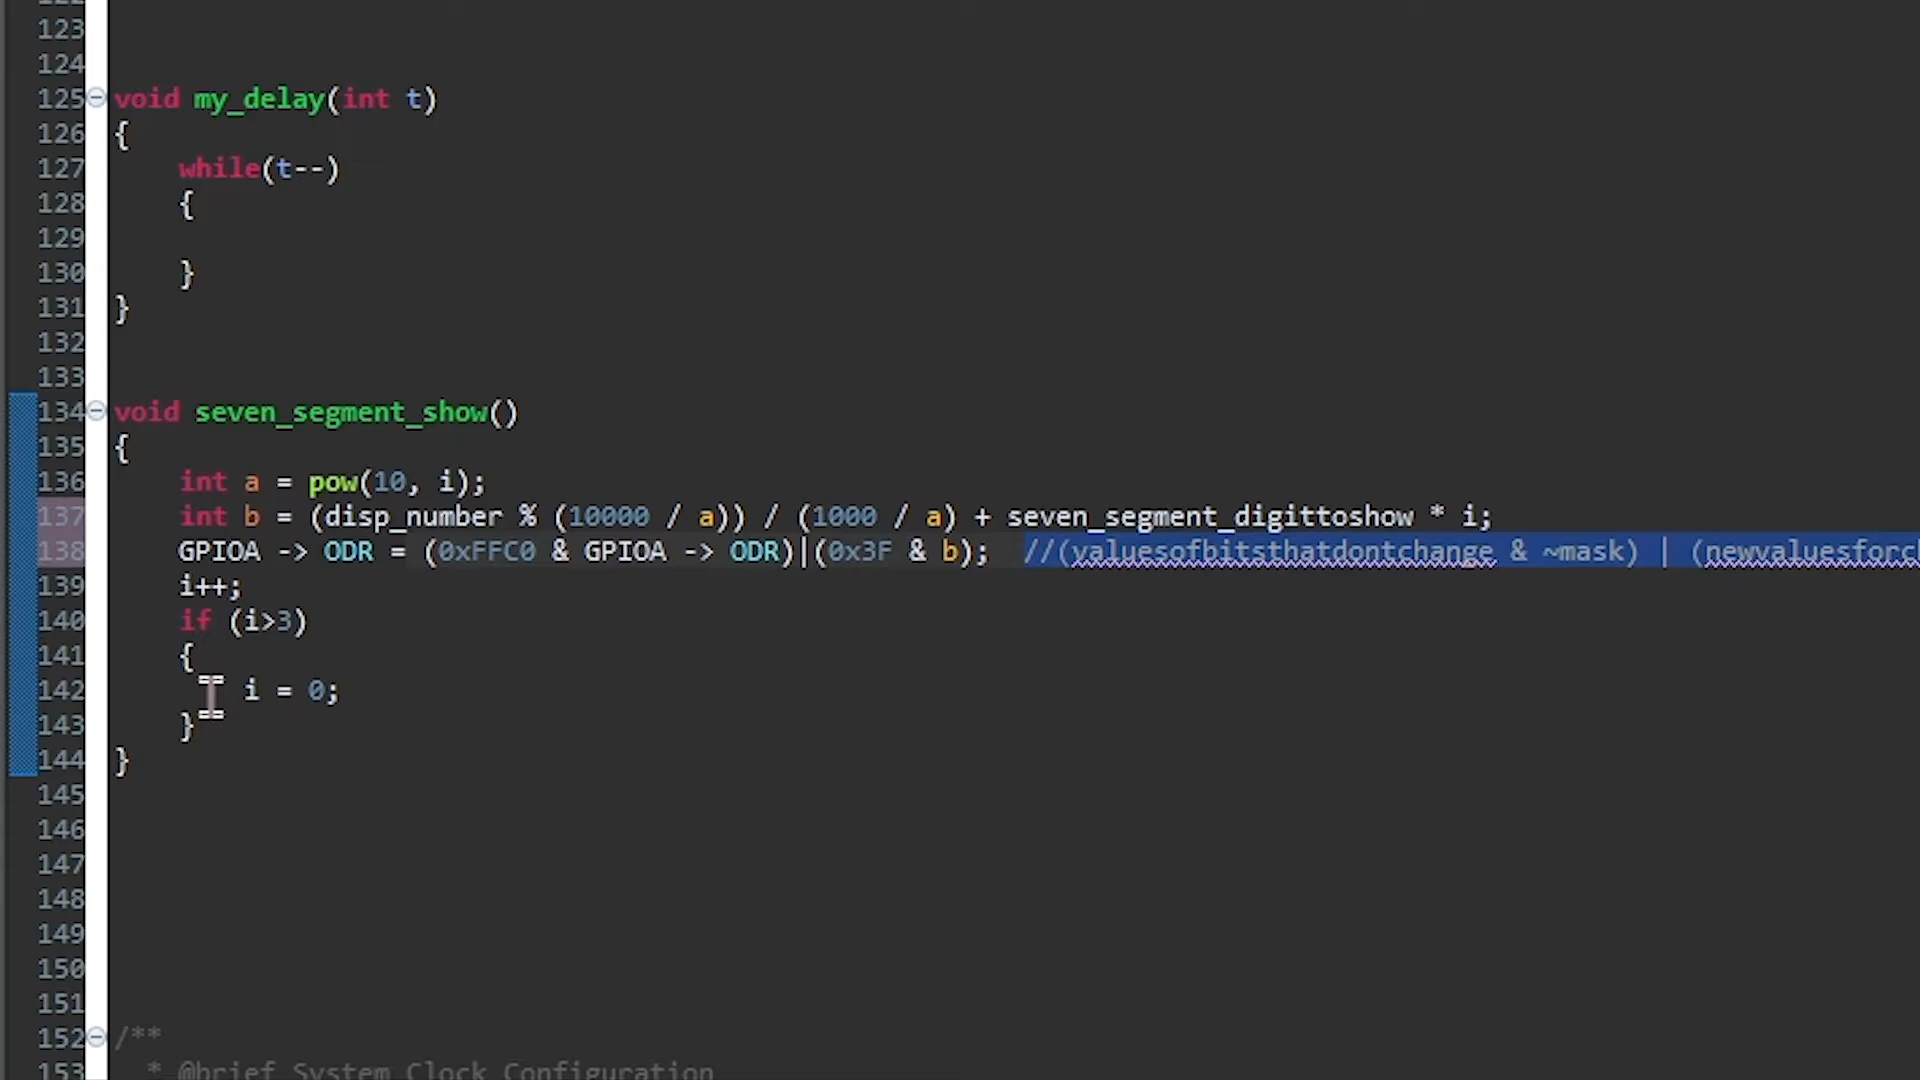 123
124
125 void my_delay(int t)
126 {
127 while(t--)
128 {
129
130 }
131 }
132
133
134 void seven_segment_show()
135 {
136 int a = pow(10, i);
137 int b = (disp_number % (10000 / a)) / (1000 / a) + seven_segment_digittoshow * i;
138 GPIOA -> ODR = (0xFFC0 & GPIOA -> ODR)|(0x3F & b); //(valuesofbitsthatdontchange & ~mask) | (newvaluesforch
139 i++;
140 if (i>3)
141 {
142 i = 0;
143 }
144 }
145
146
147
148
149
150
151
152 /**
153 * @brief System Clock Configuration